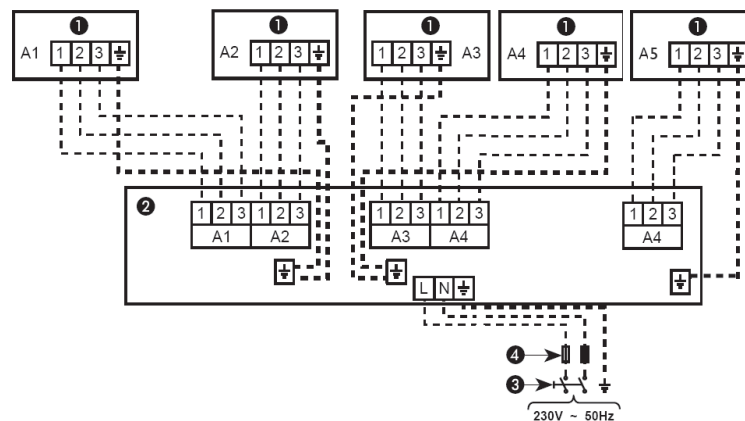 1 1 1 1 1
A1 1 2 3
A2 1 2 3
1 2 3 A3
A4 1 2 3
A5 1 2 3
2
1 2 3 1 2 3
A1 A2
1 2 3 1 2 3
A3 A4
1 2 3
A4
L N
4
3
230V ~ 50Hz